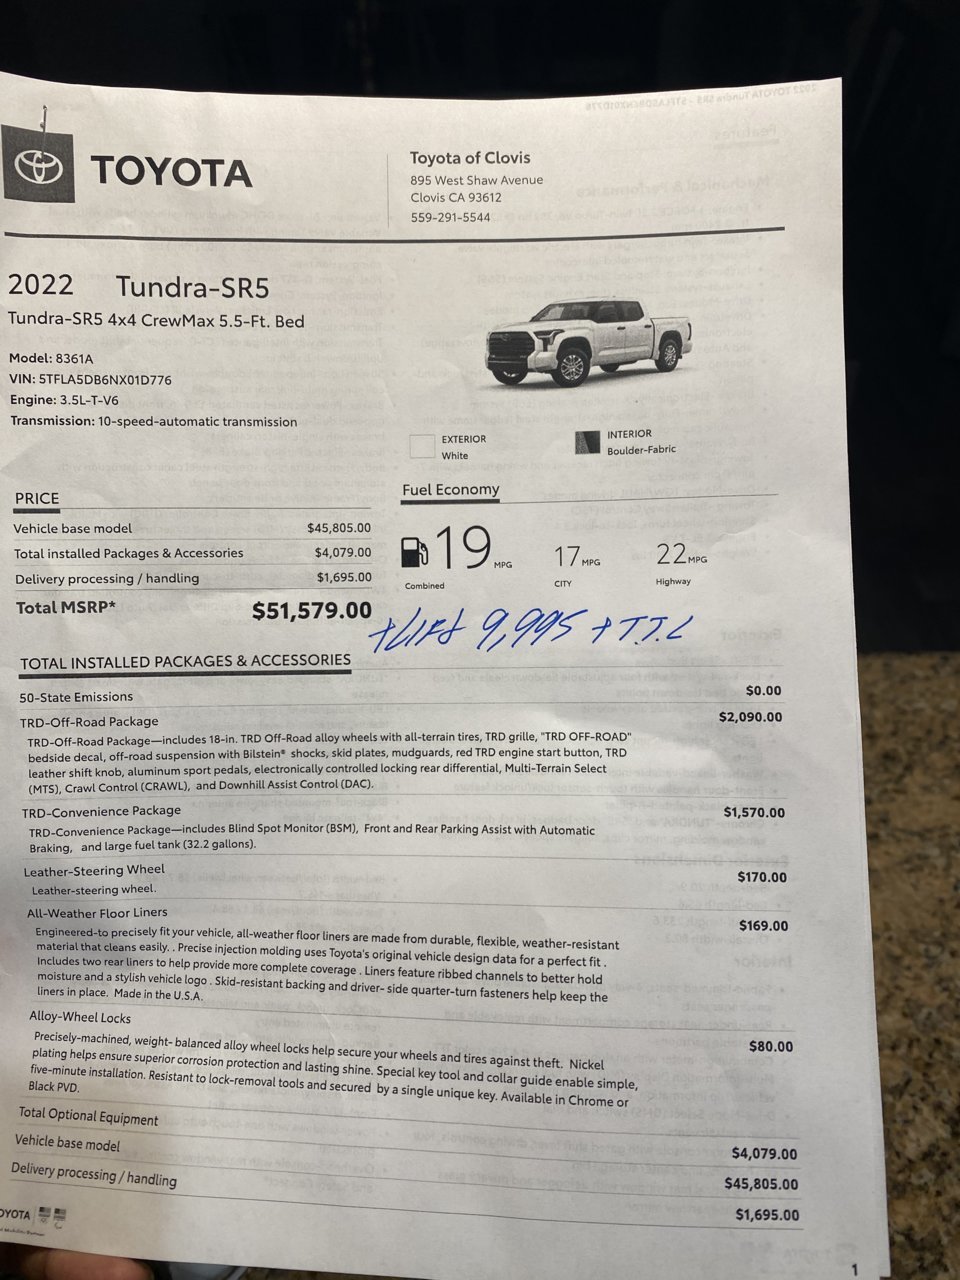 TOYOTA
Toyota of Clovis
895 West Shaw Avenue
Clovis CA 93612
559-291-5544
2022 Tundra-SR5
Tundra-SR5 4x4 CrewMax 5.5-Ft. Bed
Model: 8361A
VIN: 5TFLA5DB6NX01D776
Engine: 3.5L-T-V6
Transmission: 10-speed-automatic transmission
EXTERIOR
White
INTERIOR
Boulder-Fabric
PRICE
Vehicle base model $45,805.00
Total installed Packages & Accessories $4,079.00
Delivery processing / handling $1,695.00
Total MSRP* $51,579.00
Fuel Economy
19 MPG
Combined
17 MPG
CITY
22 MPG
Highway
+Lift 9,995 + T.T.L
TOTAL INSTALLED PACKAGES & ACCESSORIES
50-State Emissions $0.00
TRD-Off-Road Package $2,090.00
TRD-Off-Road Package—includes 18-in. TRD Off-Road alloy wheels with all-terrain tires, TRD grille, "TRD OFF-ROAD"
bedside decal, off-road suspension with Bilstein® shocks, skid plates, mudguards, red TRD engine start button, TRD
leather shift knob, aluminum sport pedals, electronically controlled locking rear differential, Multi-Terrain Select
(MTS), Crawl Control (CRAWL), and Downhill Assist Control (DAC).
TRD-Convenience Package $1,570.00
TRD-Convenience Package—includes Blind Spot Monitor (BSM), Front and Rear Parking Assist with Automatic
Braking, and large fuel tank (32.2 gallons).
Leather-Steering Wheel $170.00
Leather-steering wheel.
All-Weather Floor Liners $169.00
Engineered-to precisely fit your vehicle, all-weather floor liners are made from durable, flexible, weather-resistant
material that cleans easily. . Precise injection molding uses Toyota's original vehicle design data for a perfect fit .
Includes two rear liners to help provide more complete coverage . Liners feature ribbed channels to better hold
moisture and a stylish vehicle logo . Skid-resistant backing and driver- side quarter-turn fasteners help keep the
liners in place. Made in the U.S.A.
Alloy-Wheel Locks $80.00
Precisely-machined, weight- balanced alloy wheel locks help secure your wheels and tires against theft. Nickel
plating helps ensure superior corrosion protection and lasting shine. Special key tool and collar guide enable simple,
five-minute installation. Resistant to lock-removal tools and secured by a single unique key. Available in Chrome or
Black PVD.
Total Optional Equipment $4,079.00
Vehicle base model $45,805.00
Delivery processing / handling $1,695.00
OYOTA
1